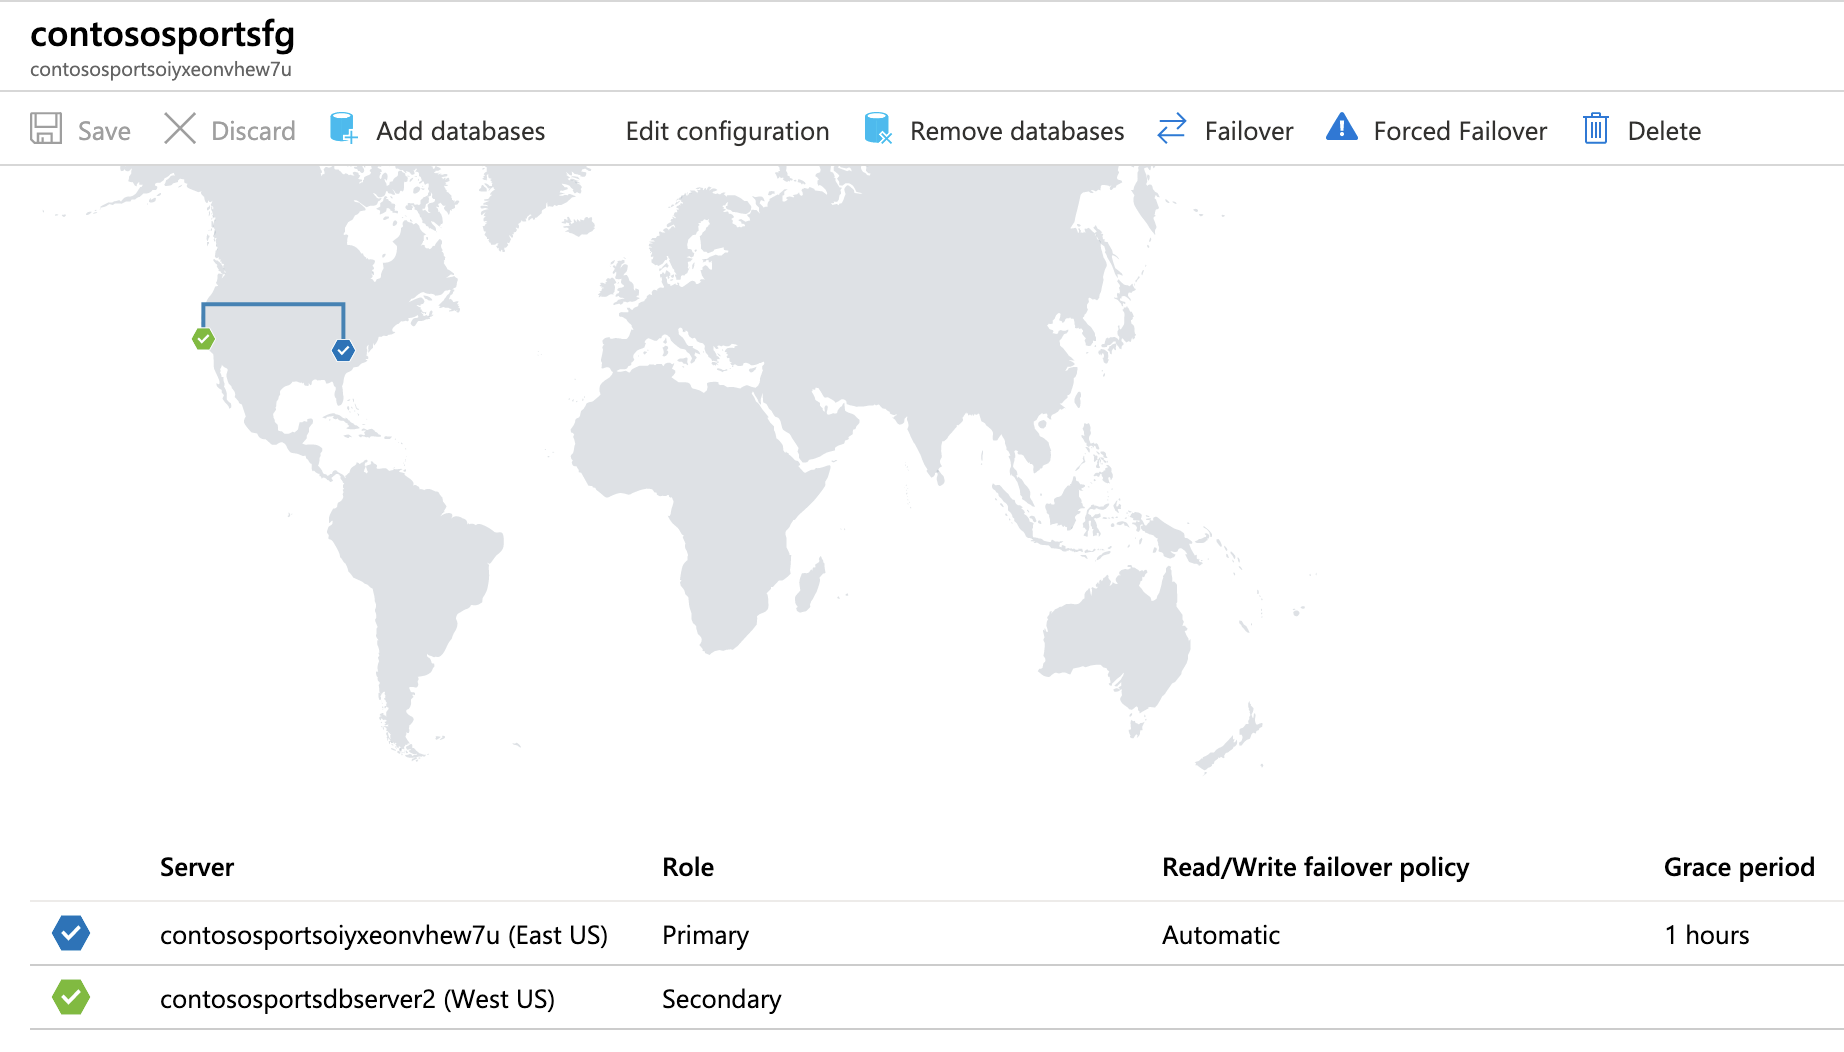 contososportsfg
contososportsoiyxeonvhew7u
Save Discard Add databases Edit configuration Remove databases Failover Forced Failover Delete
Server Role Read/Write failover policy Grace period
contososportsoiyxeonvhew7u (East US) Primary Automatic 1 hours
contososportsdbserver2 (West US) Secondary